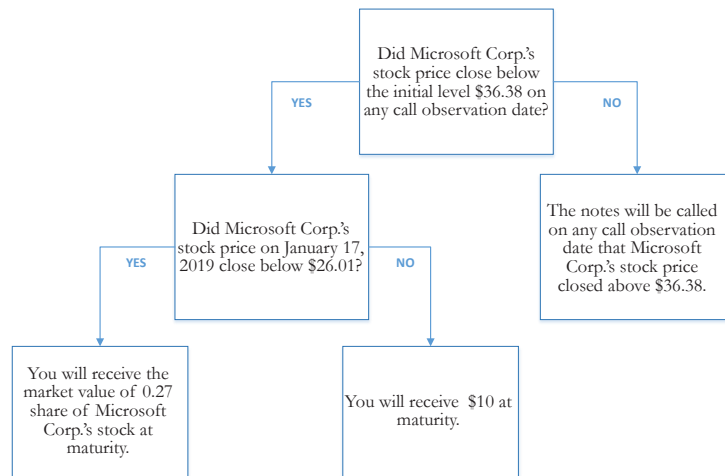 Did Microsoft Corp.'s
stock price close below
the initial level $36.38 on
any call observation date?
YES
NO
Did Microsoft Corp.'s
stock price on January 17,
2019 close below $26.01?
The notes will be called
on any call observation
date that Microsoft
Corp.'s stock price
closed above $36.38.
YES
NO
You will receive the
market value of 0.27
share of Microsoft
Corp.'s stock at
maturity.
You will receive $10 at
maturity.